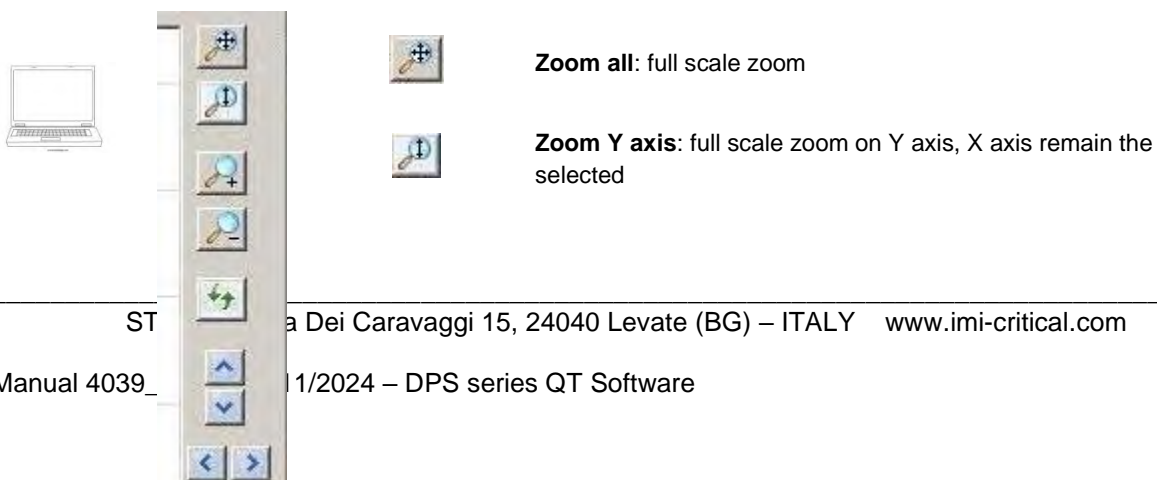 Zoom all: full scale zoom
Zoom Y axis: full scale zoom on Y axis, X axis remain the
selected
ST a Dei Caravaggi 15, 24040 Levate (BG) – ITALY www.imi-critical.com
Manual 4039_ 11/2024 – DPS series QT Software